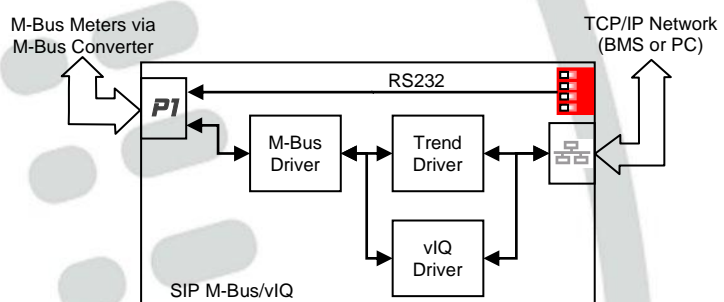 M-Bus Meters via
M-Bus Converter
TCP/IP Network
(BMS or PC)
RS232
P1
M-Bus
Driver
Trend
Driver
vIQ
Driver
SIP M-Bus/vIQ